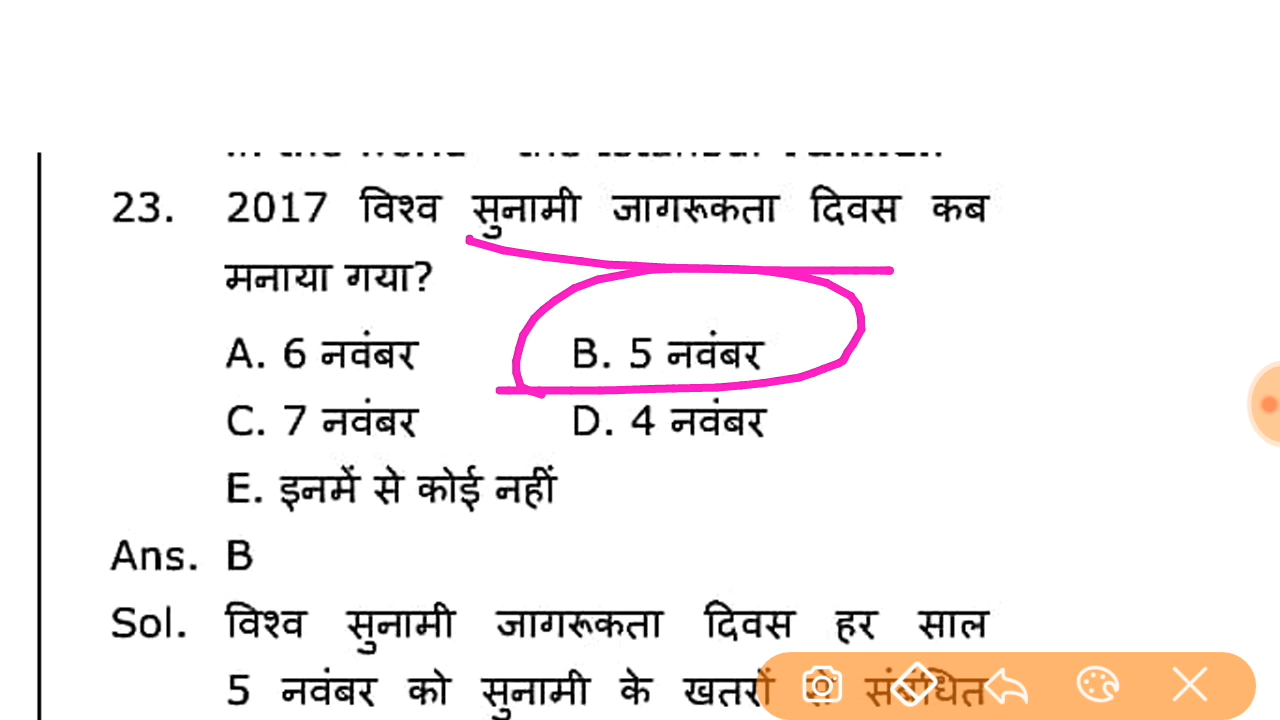 23. 2017 विश्व सुनामी जागरूकता दिवस कब
मनाया गया?
A. 6 नवंबर B. 5 नवंबर
C. 7 नवंबर D. 4 नवंबर
E. इनमें से कोई नहीं
Ans. B
Sol. विश्व सुनामी जागरूकता दिवस हर साल
5 नवंबर को सुनामी के खतरों से संबंधित